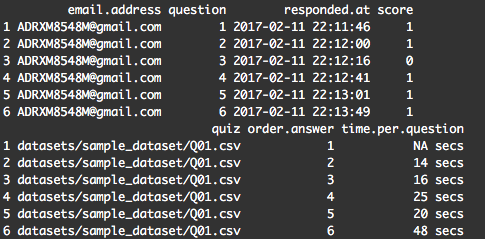 email.address question responded.at score
1 ADRXM8548M@gmail.com 1 2017-02-11 22:11:46 1
2 ADRXM8548M@gmail.com 2 2017-02-11 22:12:00 1
3 ADRXM8548M@gmail.com 3 2017-02-11 22:12:16 0
4 ADRXM8548M@gmail.com 4 2017-02-11 22:12:41 1
5 ADRXM8548M@gmail.com 5 2017-02-11 22:13:01 1
6 ADRXM8548M@gmail.com 6 2017-02-11 22:13:49 1
quiz order.answer time.per.question
1 datasets/sample_dataset/Q01.csv 1 NA secs
2 datasets/sample_dataset/Q01.csv 2 14 secs
3 datasets/sample_dataset/Q01.csv 3 16 secs
4 datasets/sample_dataset/Q01.csv 4 25 secs
5 datasets/sample_dataset/Q01.csv 5 20 secs
6 datasets/sample_dataset/Q01.csv 6 48 secs